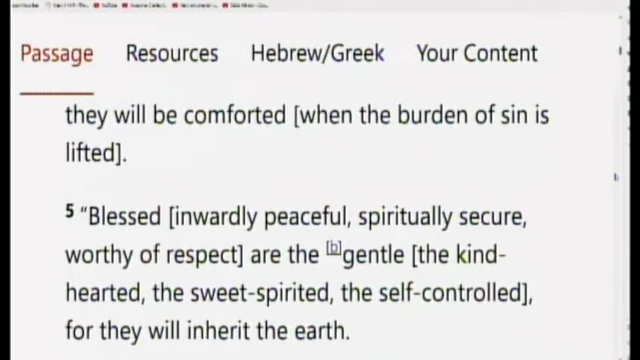 Passage Resources Hebrew/Greek Your Content
they will be comforted [when the burden of sin is
lifted].
5 “Blessed [inwardly peaceful, spiritually secure,
worthy of respect] are the [b]gentle [the kind-
hearted, the sweet-spirited, the self-controlled],
for they will inherit the earth.